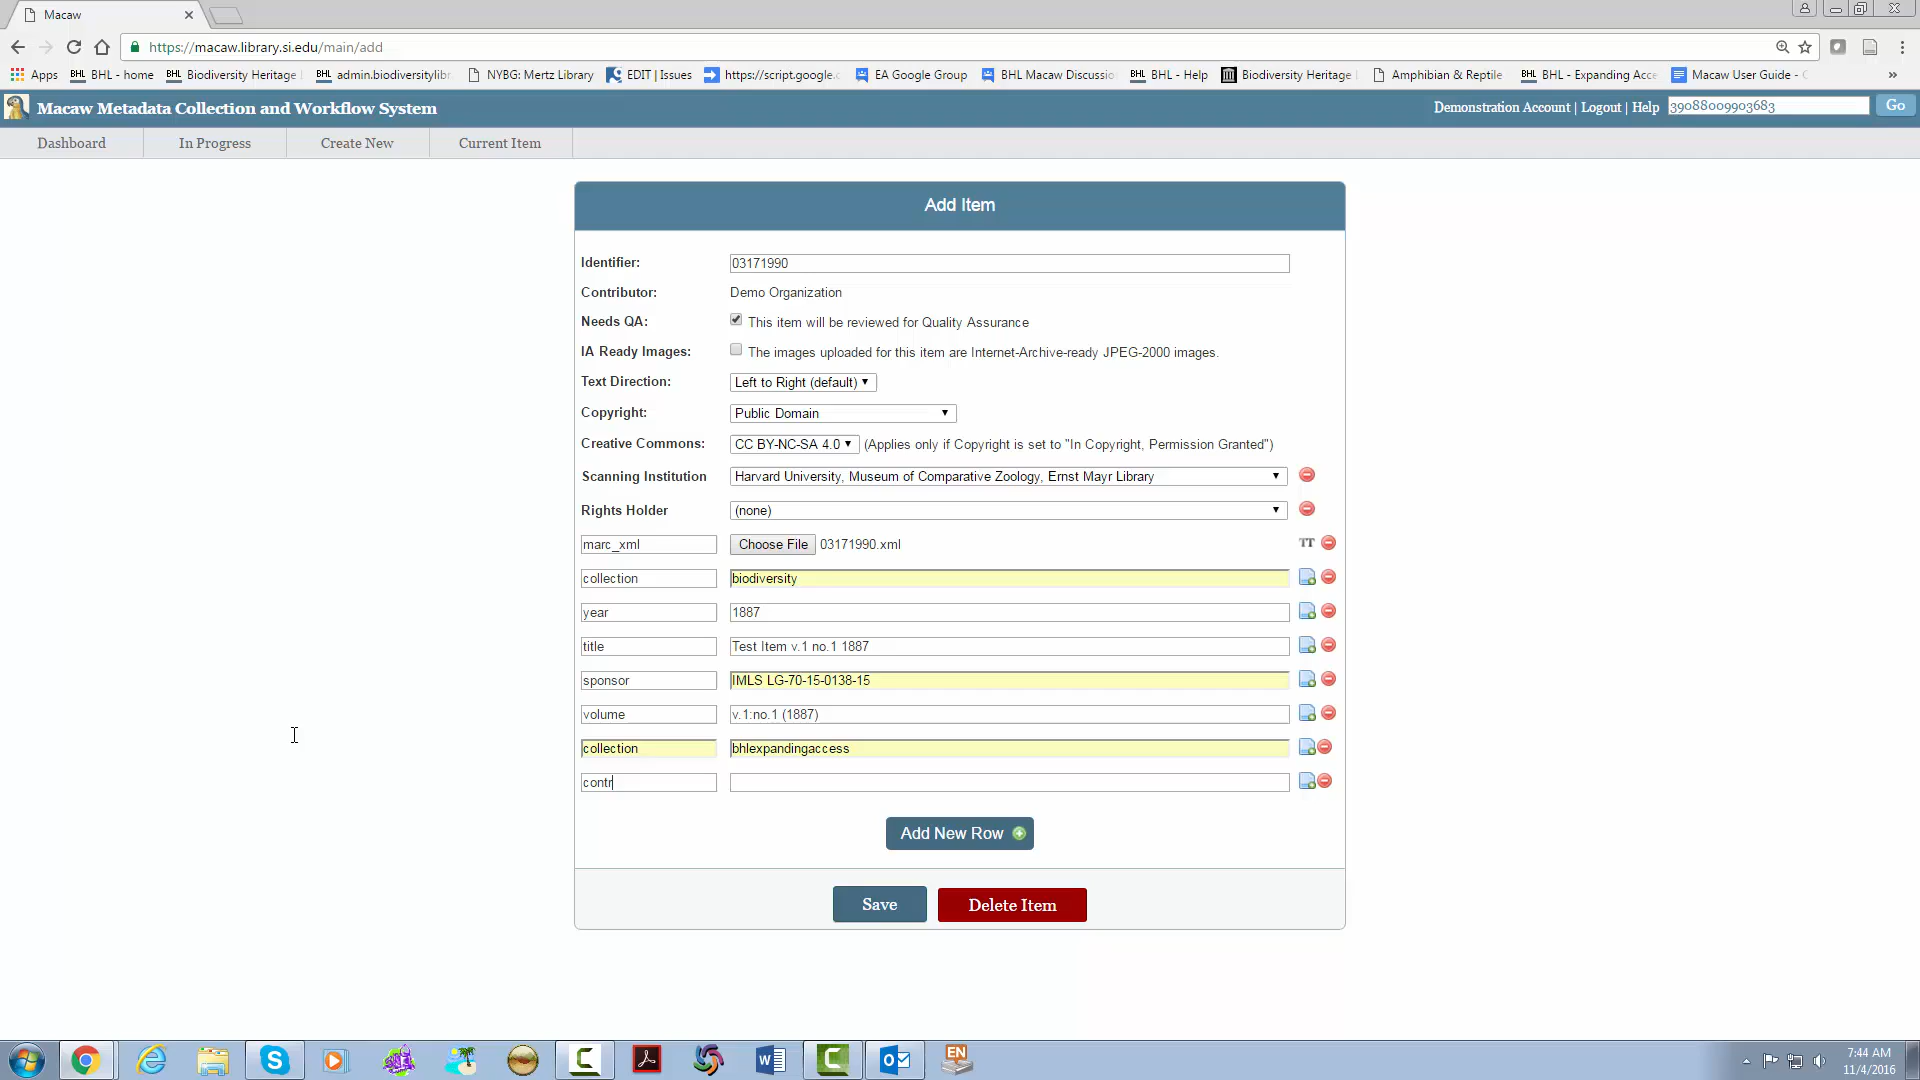 Macaw
https://macaw.library.si.edu/main/add
Apps BHL BHL - home BHL Biodiversity Heritage BHL admin.biodiversitylibr NYBG: Mertz Library EDIT | Issues https://script.google.c EA Google Group BHL Macaw Discussio BHL BHL - Help Biodiversity Heritage Amphibian & Reptile BHL BHL - Expanding Acce Macaw User Guide - G »
Macaw Metadata Collection and Workflow System
Demonstration Account | Logout | Help 39088009903683 Go
Dashboard In Progress Create New Current Item
Add Item
Identifier: 03171990
Contributor: Demo Organization
Needs QA: This item will be reviewed for Quality Assurance
IA Ready Images: The images uploaded for this item are Internet-Archive-ready JPEG-2000 images.
Text Direction: Left to Right (default)
Copyright: Public Domain
Creative Commons: CC BY-NC-SA 4.0 (Applies only if Copyright is set to "In Copyright, Permission Granted")
Scanning Institution Harvard University, Museum of Comparative Zoology, Ernst Mayr Library
Rights Holder (none)
marc_xml Choose File 03171990.xml TT
collection biodiversity
year 1887
title Test Item v.1 no.1 1887
sponsor IMLS LG-70-15-0138-15
volume v.1:no.1 (1887)
collection bhlexpandingaccess
contr
Add New Row
Save Delete Item
EN
7:44 AM
11/4/2016